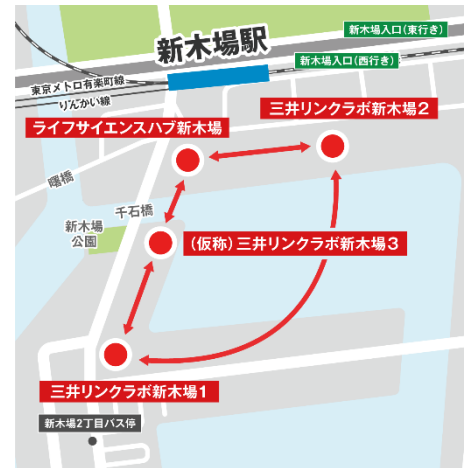 新木場入口(東行き)
新木場駅
新木場入口(西行き)
東京メトロ有楽町線
りんかい線
三井リンクラボ新木場2
ライフサイエンスハブ新木場
曙橋
千石橋
新木場
公園
(仮称)三井リンクラボ新木場3
三井リンクラボ新木場1
新木場2丁目バス停